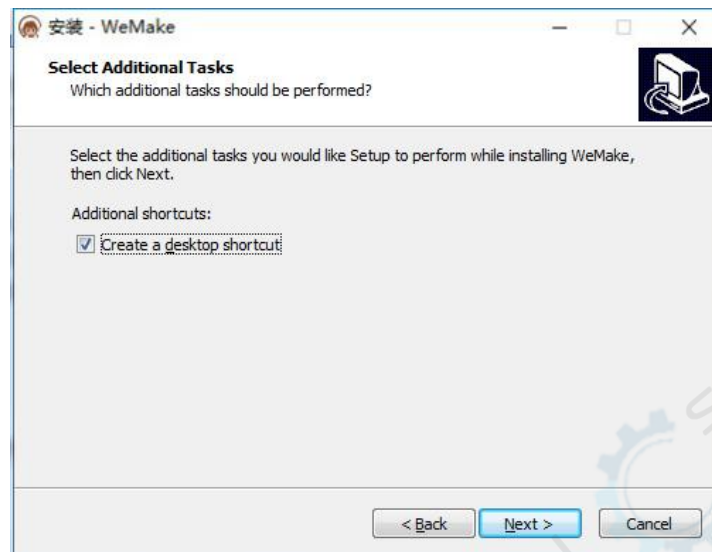 安装 - WeMake
Select Additional Tasks
Which additional tasks should be performed?
Select the additional tasks you would like Setup to perform while installing WeMake,
then click Next.
Additional shortcuts:
Create a desktop shortcut
< Back
Next >
Cancel